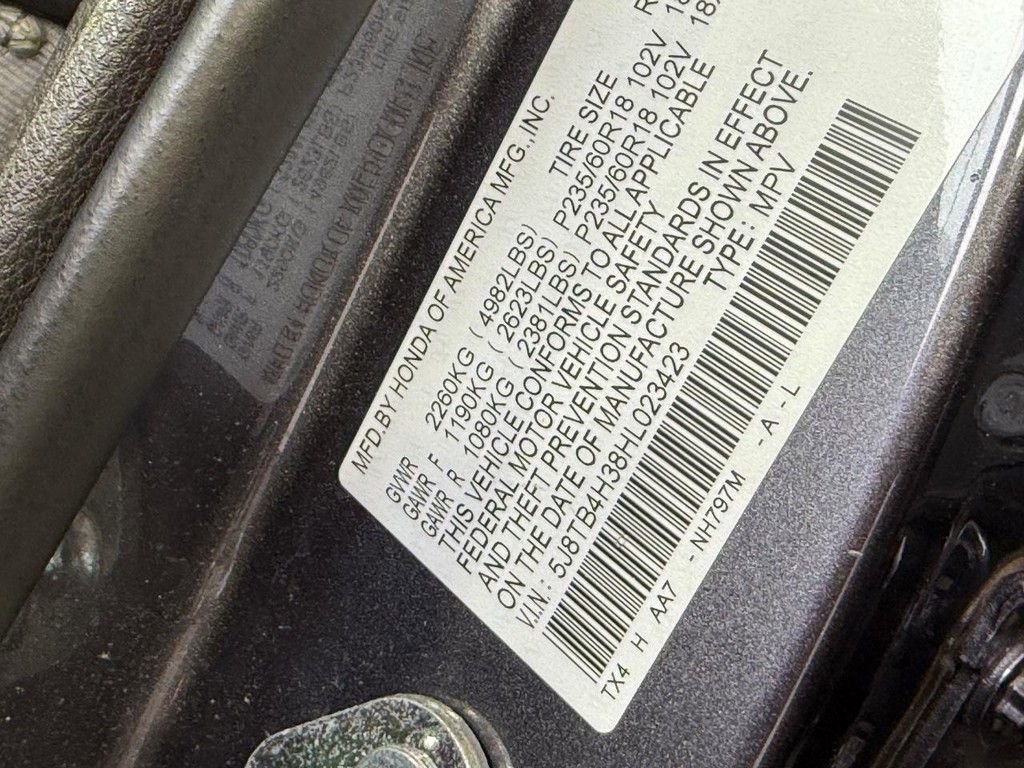 MFD. BY HONDA OF AMERICA MFG., INC.
TIRE SIZE R
GVWR 2260KG ( 4982LBS)
GAWR F 1190KG ( 2623LBS) P235/60R18 102V 18
GAWR R 1080KG ( 2381LBS) P235/60R18 102V 18
THIS VEHICLE CONFORMS TO ALL APPLICABLE
FEDERAL MOTOR VEHICLE SAFETY
AND THEFT PREVENTION STANDARDS IN EFFECT
ON THE DATE OF MANUFACTURE SHOWN ABOVE.
V.I.N.: 5J8TB4H38HL023423 TYPE: MPV
TX4 H AA7 - NH797M - A - L